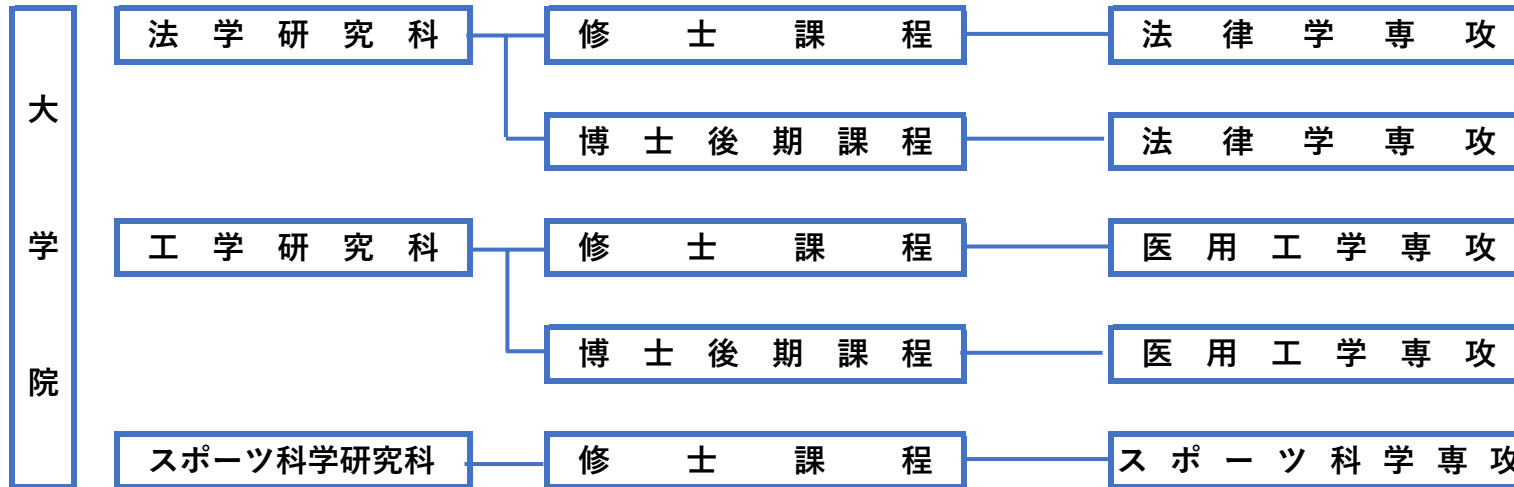 大学院
法学研究科 修士課程 法律学専攻
博士後期課程 法律学専攻
工学研究科 修士課程 医用工学専攻
博士後期課程 医用工学専攻
スポーツ科学研究科 修士課程 スポーツ科学専攻